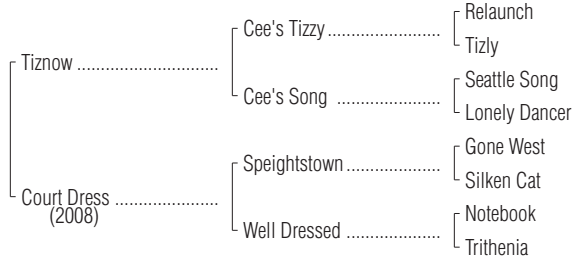 Relaunch
Cee's Tizzy ........................
Tizly
Tiznow ..............................
Seattle Song
Cee's Song ......................
Lonely Dancer
Gone West
Speightstown....................
Silken Cat
Court Dress ......................
(2008)
Notebook
Well Dressed ....................
Trithenia